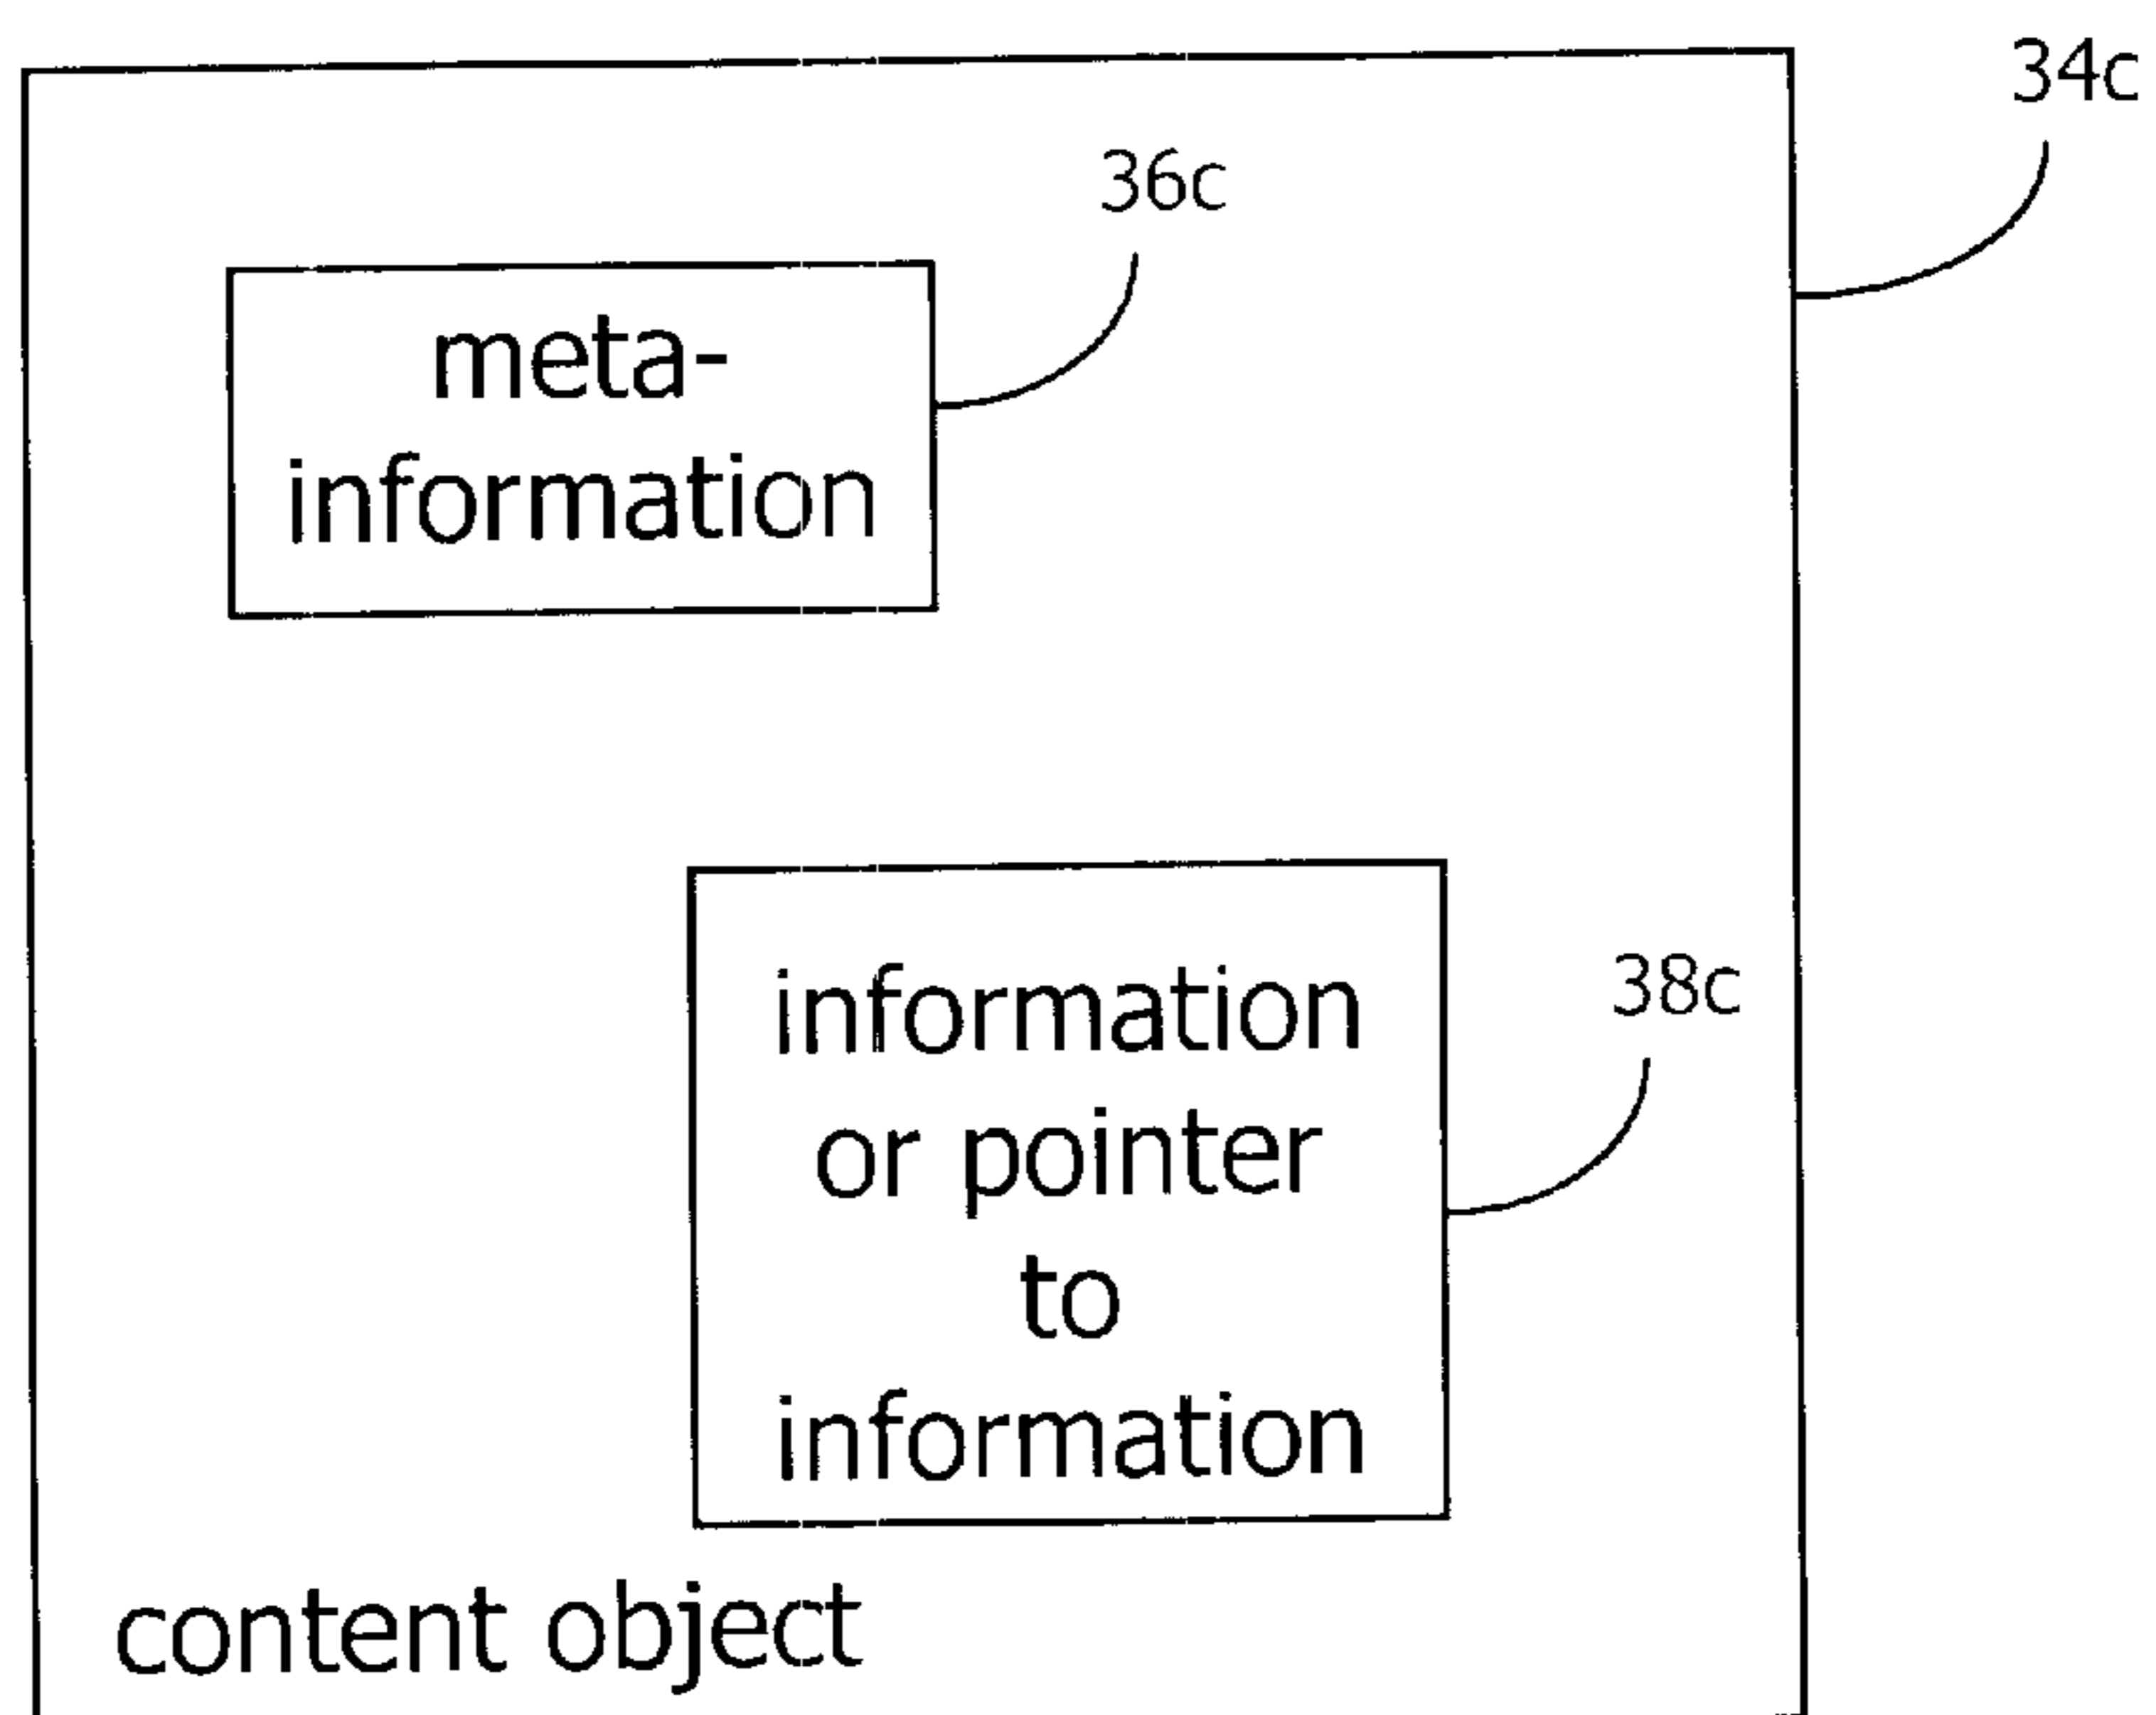 34c
36c
meta-
information
information
or pointer
to
information
38c
content object